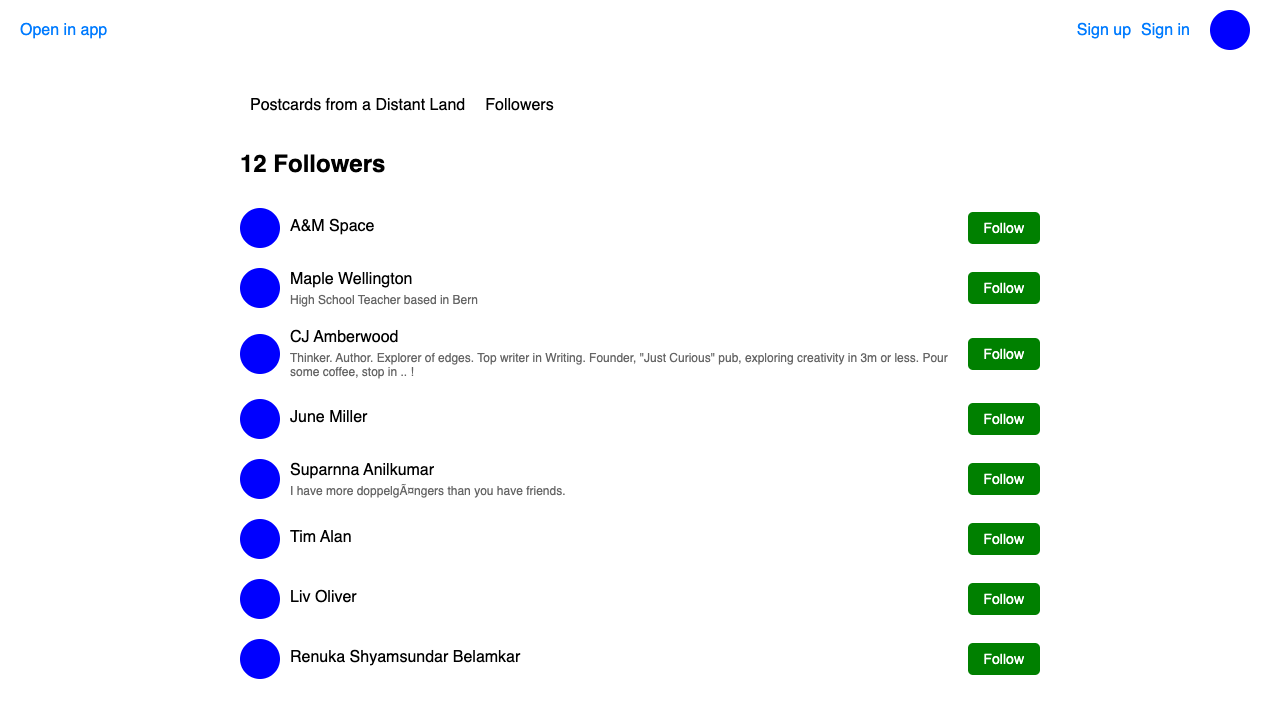 Open in app
Sign up Sign in
Postcards from a Distant Land Followers
12 Followers
A&M Space
Follow
Maple Wellington
High School Teacher based in Bern
Follow
CJ Amberwood
Thinker. Author. Explorer of edges. Top writer in Writing. Founder, "Just Curious" pub, exploring creativity in 3m or less. Pour
some coffee, stop in .. !
Follow
June Miller
Follow
Suparnna Anilkumar
I have more doppelgÃ¤ngers than you have friends.
Follow
Tim Alan
Follow
Liv Oliver
Follow
Renuka Shyamsundar Belamkar
Follow